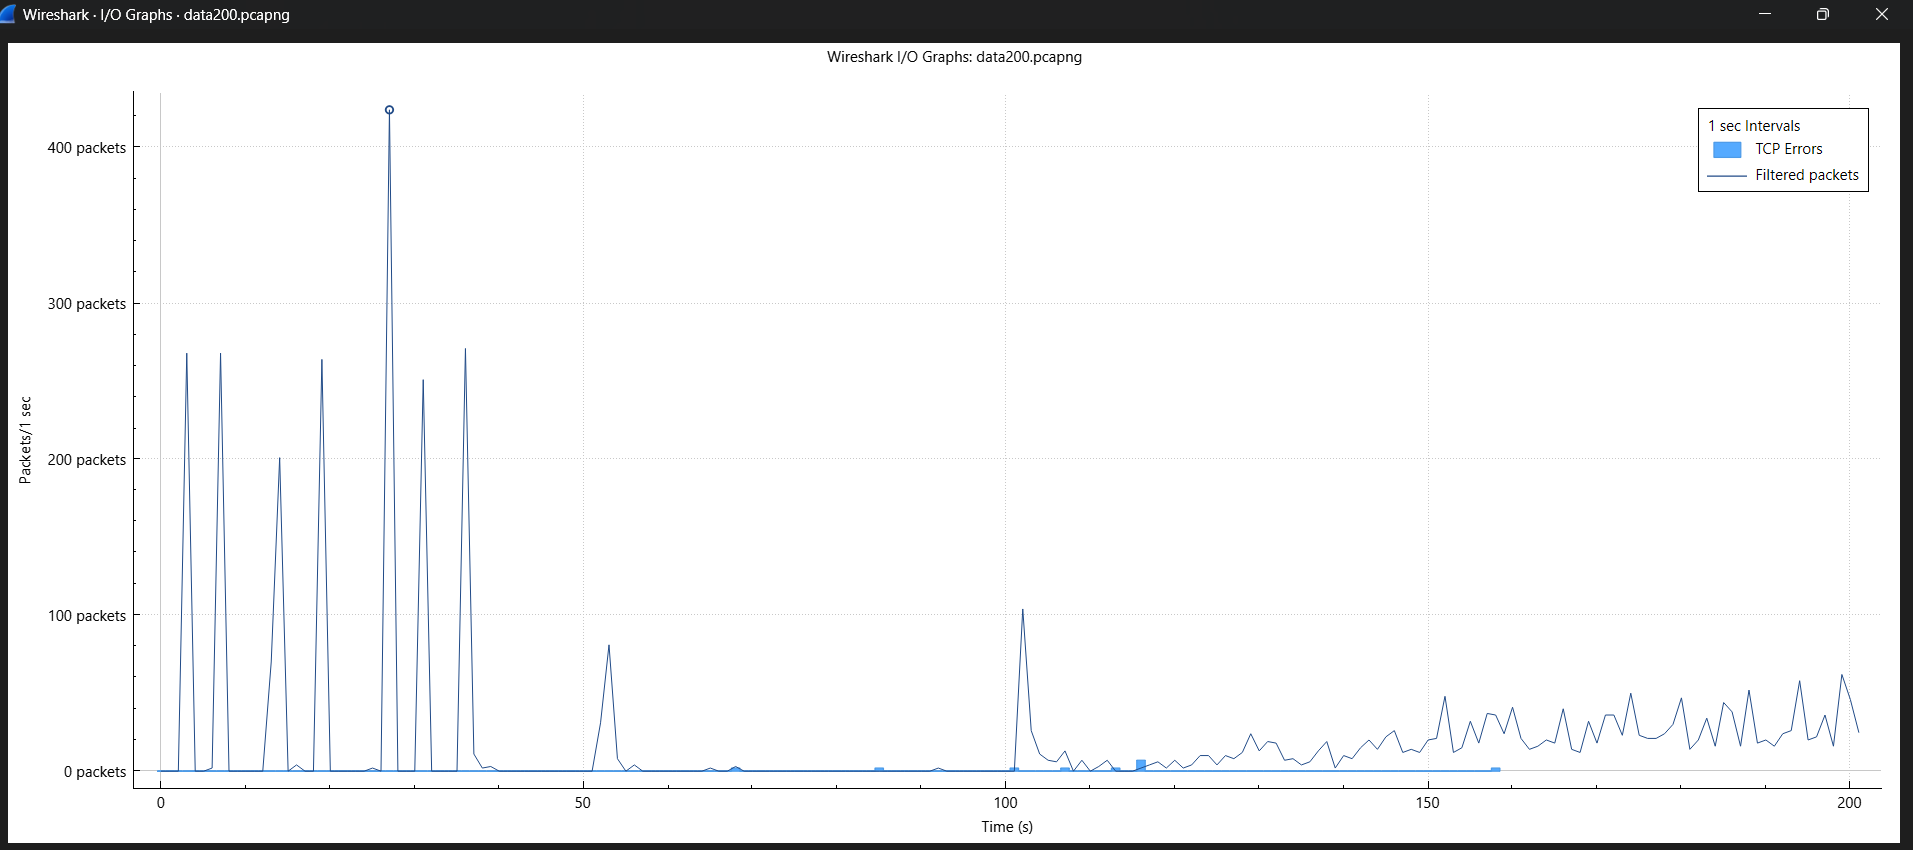 Wireshark · I/O Graphs · data200.pcapng
Wireshark I/O Graphs: data200.pcapng
1 sec Intervals
TCP Errors
Filtered packets
400 packets
300 packets
200 packets
100 packets
0 packets
Packets/1 sec
0 50 100 150 200
Time (s)